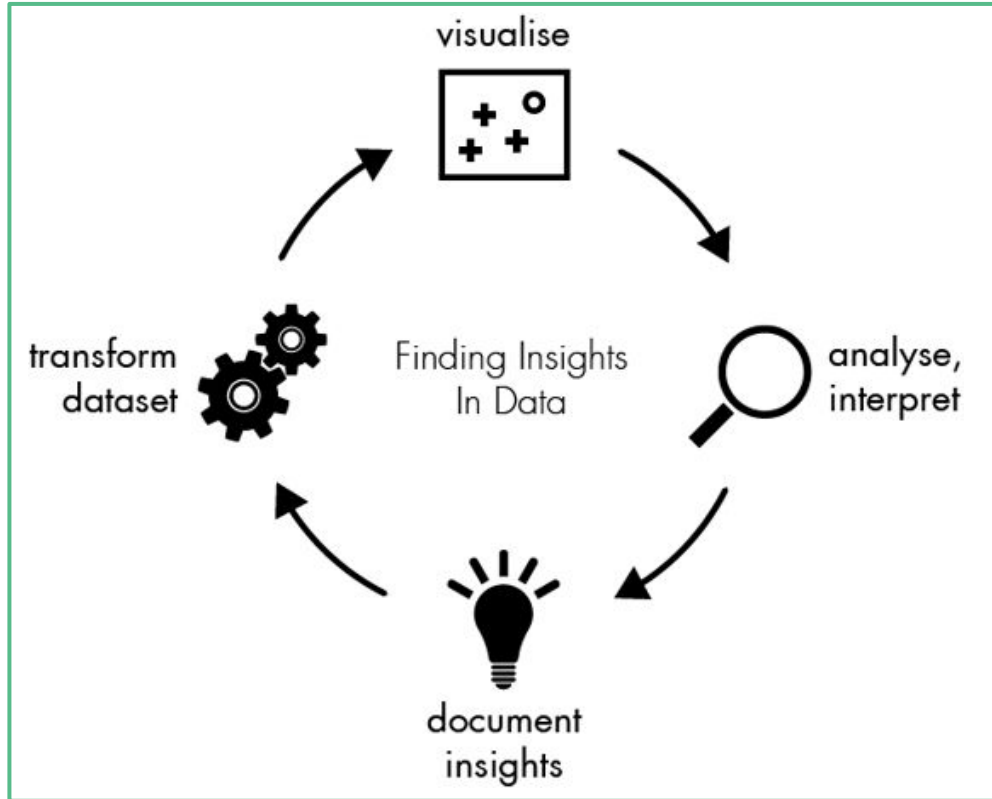 visualise
analyse,
interpret
document
insights
transform
dataset
Finding Insights
In Data